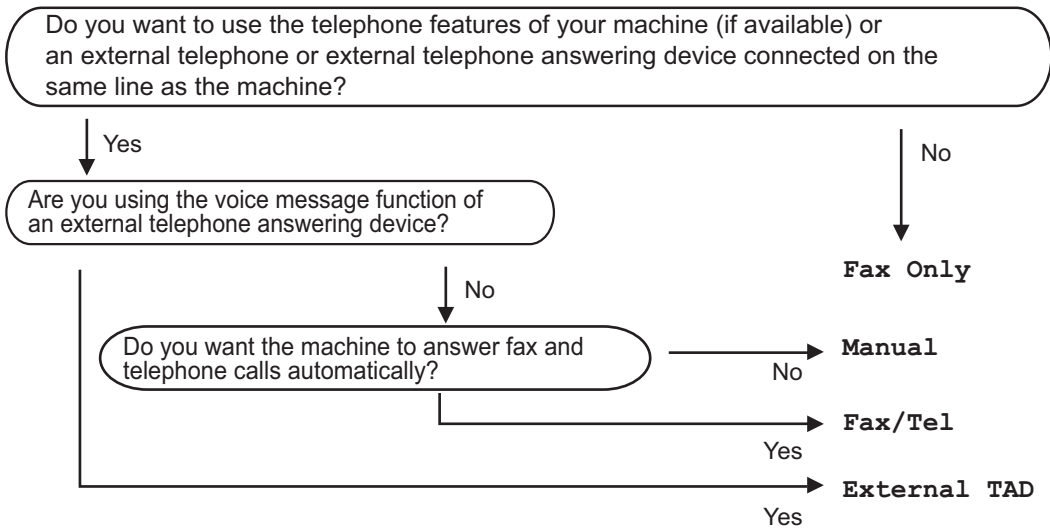 Do you want to use the telephone features of your machine (if available) or
an external telephone or external telephone answering device connected on the
same line as the machine?
Yes
No
Are you using the voice message function of
an external telephone answering device?
Fax Only
No
Do you want the machine to answer fax and
telephone calls automatically?
Manual
No
Fax/Tel
Yes
External TAD
Yes